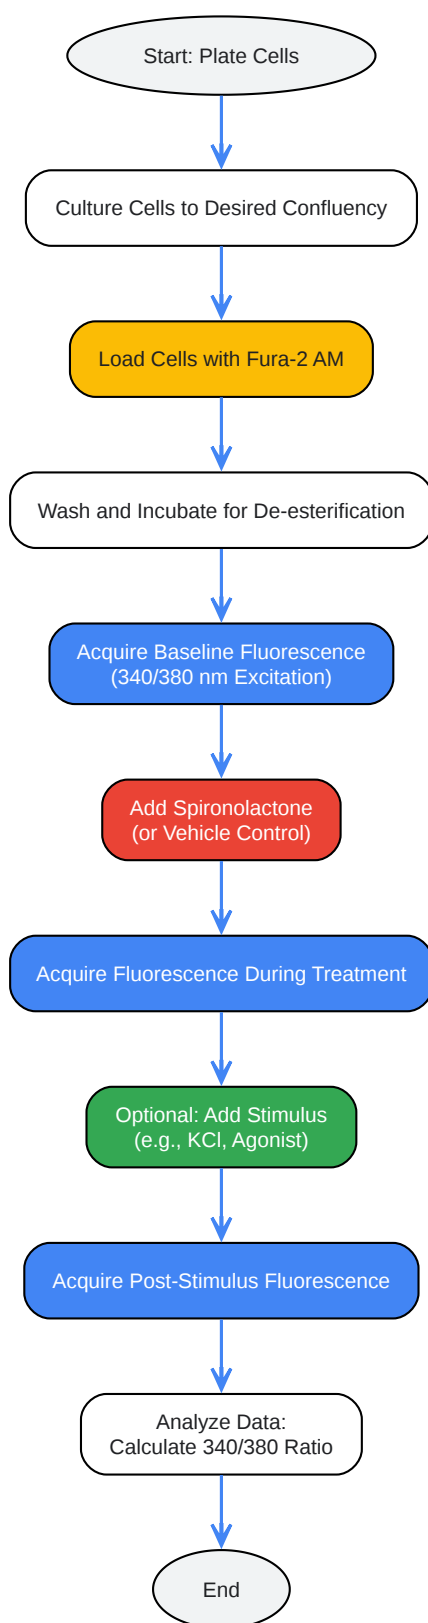 Start: Plate Cells
Culture Cells to Desired Confluency
Load Cells with Fura-2 AM
Wash and Incubate for De-esterification
Acquire Baseline Fluorescence
(340/380 nm Excitation)
Add Spironolactone
(or Vehicle Control)
Acquire Fluorescence During Treatment
Optional: Add Stimulus
(e.g., KCl, Agonist)
Acquire Post-Stimulus Fluorescence
Analyze Data:
Calculate 340/380 Ratio
End